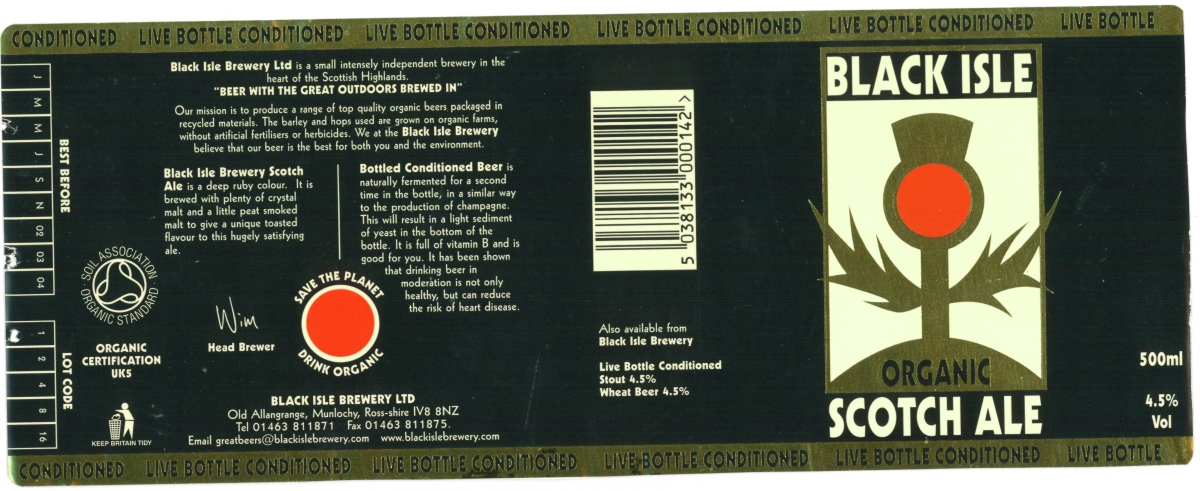 CONDITIONED LIVE BOTTLE CONDITIONED LIVE BOTTLE CONDITIONED LIVE BOTTLE CONDITIONED LIVE BOTTLE CONDITIONED LIVE BOTTLE
J
M
M
J
S
N
02
03
04
BEST BEFORE
1
2
4
8
16
LOT CODE
SOIL ASSOCIATION
ORGANIC STANDARD
ORGANIC
CERTIFICATION
UK5
KEEP BRITAIN TIDY
Black Isle Brewery Ltd is a small intensely independent brewery in the
heart of the Scottish Highlands.
"BEER WITH THE GREAT OUTDOORS BREWED IN"
Our mission is to produce a range of top quality organic beers packaged in
recycled materials. The barley and hops used are grown on organic farms,
without artificial fertilisers or herbicides. We at the Black Isle Brewery
believe that our beer is the best for both you and the environment.
Black Isle Brewery Scotch
Ale is a deep ruby colour. It is
brewed with plenty of crystal
malt and a little peat smoked
malt to give a unique toasted
flavour to this hugely satisfying
ale.
Wim
Head Brewer
Bottled Conditioned Beer is
naturally fermented for a second
time in the bottle, in a similar way
to the production of champagne.
This will result in a light sediment
of yeast in the bottom of the
bottle. It is full of vitamin B and is
good for you. It has been shown
that drinking beer in
moderation is not only
healthy, but can reduce
the risk of heart disease.
SAVE THE PLANET
DRINK ORGANIC
BLACK ISLE BREWERY LTD
Old Allangrange, Munlochy, Ross-shire IV8 8NZ
Tel 01463 811871 Fax 01463 811875.
Email greatbeers@blackislebrewery.com www.blackislebrewery.com
5 038133 000142 >
Also available from
Black Isle Brewery
Live Bottle Conditioned
Stout 4.5%
Wheat Beer 4.5%
BLACK ISLE
ORGANIC
SCOTCH ALE
500ml
4.5%
Vol
CONDITIONED LIVE BOTTLE CONDITIONED LIVE BOTTLE CONDITIONED LIVE BOTTLE CONDITIONED LIVE BOTTLE CONDITIONED LIVE BOTTLE